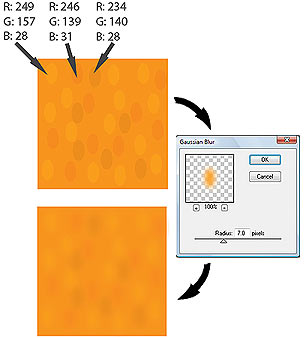 R: 249 R: 246 R: 234
G: 157 G: 139 G: 140
B: 28 B: 31 B: 28
Gaussian Blur
OK
Cancel
- 100% +
Radius: 7.0 pixels